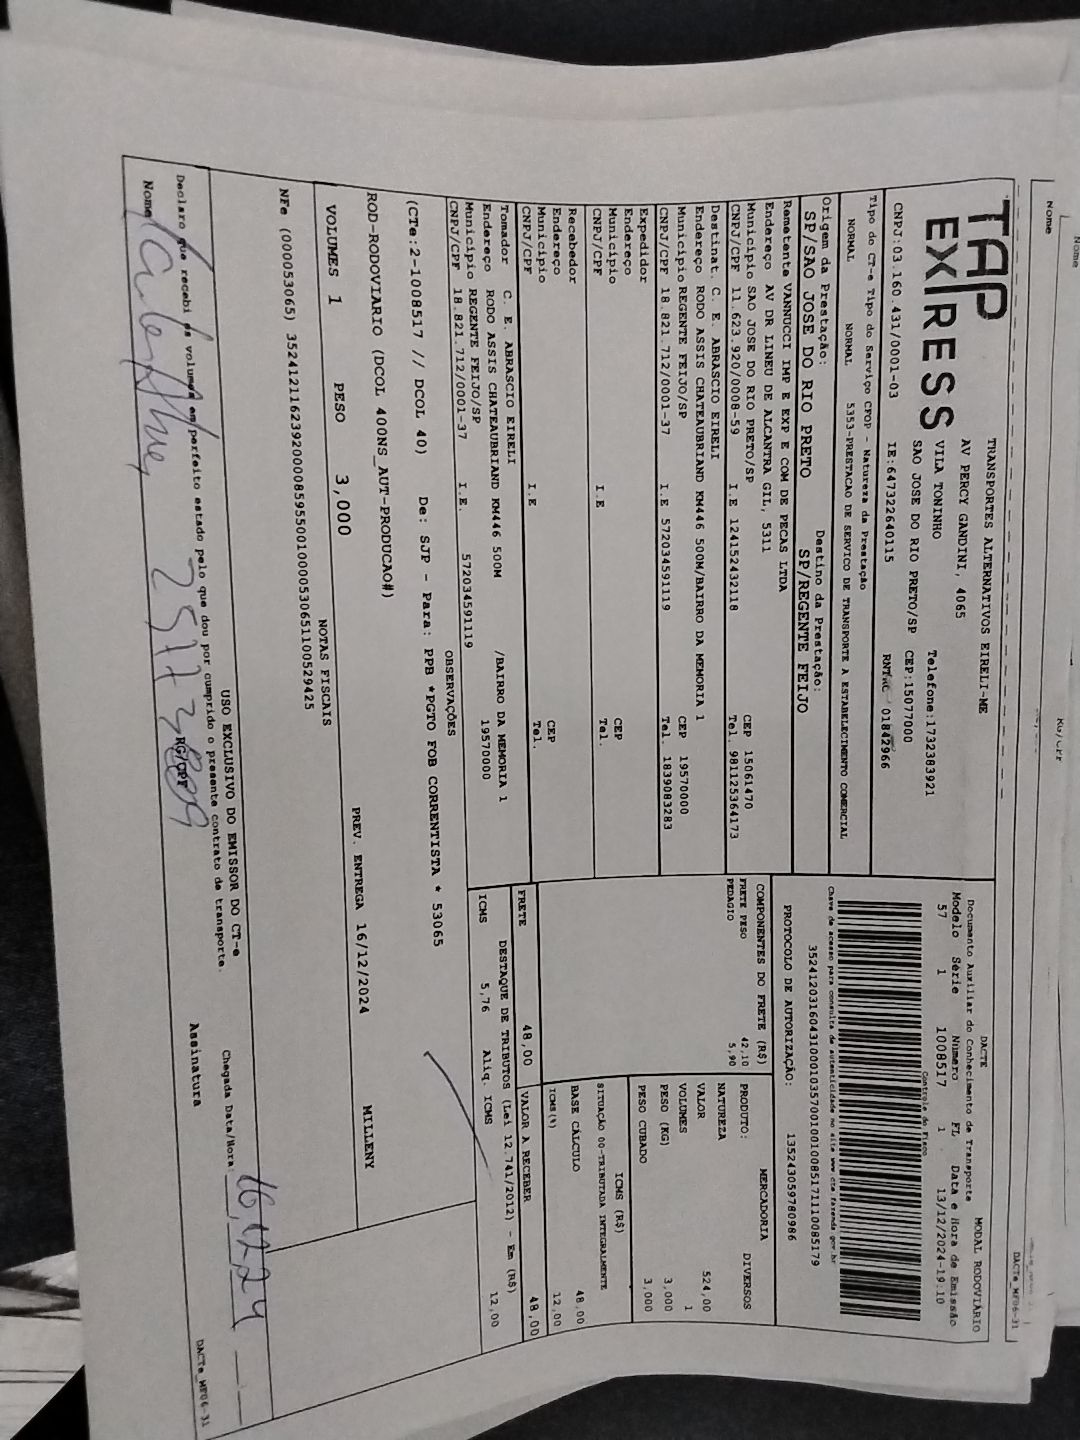 TAP
EXPRESS
TRANSPORTES ALTERNATIVOS EIRELI-ME
AV PERCY GANDINI, 4065
VILA TONINHO
SAO JOSE DO RIO PRETO/SP
Telefone:1732383921
CEP:15077000
CNPJ:03.160.431/0001-03
IE:647322640115
01842966
Tipo do CT-e Tipo do Serviço CFOP - Natureza da Prestação
NORMAL NORMAL 5353-PRESTACAO DE SERVICO DE TRANSPORTE A ESTABELECIMENTO COMERCIAL
Origem da Prestação: Destino da Prestação:
SP/SAO JOSE DO RIO PRETO SP/REGENTE FEIJO
Remetente VANNUCCI IMP E EXP E COM DE PECAS LTDA
Endereço AV DR LINEU DE ALCANTRA GIL, 5311
Município SAO JOSE DO RIO PRETO/SP CEP 15061470
CNPJ/CPF 11.623.920/0008-59 I.E 124152432118 Tel. 981125364173
Destinat. C. E. ABRASCIO EIRELI
Endereço RODO ASSIS CHATEAUBRIAND KM446 500M/BAIRRO DA MEMORIA 1
Município REGENTE FEIJO/SP CEP 19570000
CNPJ/CPF 18.821.712/0001-37 I.E 572034591119 Tel. 1839083283
Expedidor
Endereço
Município CEP
CNPJ/CPF I.E Tel.
Recebedor
Endereço
Município CEP
CNPJ/CPF I.E Tel.
Tomador C. E. ABRASCIO EIRELI
Endereço RODO ASSIS CHATEAUBRIAND KM446 500M /BAIRRO DA MEMORIA 1
Município REGENTE FEIJO/SP 19570000
CNPJ/CPF 18.821.712/0001-37 I.E. 572034591119
DACTE
Documento Auxiliar do Conhecimento de Transporte
MODAL RODOVIÁRIO
Modelo Série Número FL Data e Hora de Emissão
57 1 1008517 1 13/12/2024-19:10
Controle do Fisco
Chave de acesso para consulta de autenticidade no site www.cte.fazenda.gov.br
35241203160431000103570010010085171110085179
PROTOCOLO DE AUTORIZAÇÃO: 135243059780986
COMPONENTES DO FRETE (R$)
FRETE PESO 42,10
PEDAGIO 5,90
PRODUTO: MERCADORIA
NATUREZA DIVERSOS
VALOR 524,00
VOLUMES 1
PESO (KG) 3,000
PESO CUBADO 3,000
ICMS (R$)
SITUAÇÃO 00-TRIBUTADA INTEGRALMENTE
BASE CÁLCULO 48,00
ICMS(%) 12,00
FRETE 48,00
VALOR A RECEBER 48,00
DESTAQUE DE TRIBUTOS (Lei 12.741/2012) - Em (R$)
ICMS 5,76 Aliq. ICMS 12,00
OBSERVAÇÕES
(CTe:2-1008517 // DCOL 40) De: SJP - Para: PPB *PGTO FOB CORRENTISTA * 53065
ROD-RODOVIARIO (DCOL 400NS_AUT-PRODUCAO#)
MILLENY
VOLUMES 1 PESO 3,000 PREV. ENTREGA 16/12/2024
NOTAS FISCAIS
NFe (000053065) 35241211623920000859550010000530651100529425
USO EXCLUSIVO DO EMISSOR DO CT-e
Declaro que recebi os volumes em perfeito estado pelo que dou por cumprido o presente contrato de transporte.
Chegada Data/Hora: 16,12,24
Nome
RG/CPF
Assinatura
DACTe_MF06-31
Nome
RG/CPF
DACTe_MF06-31
Nome